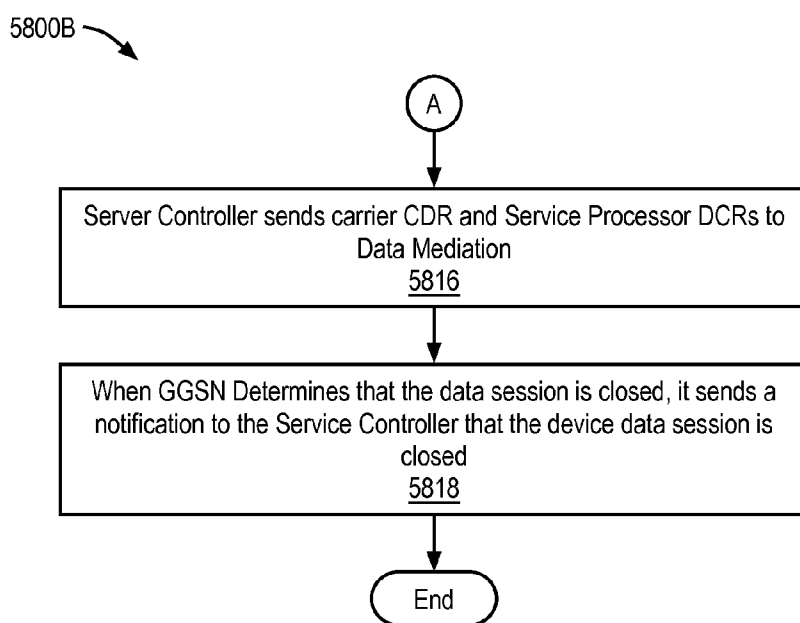 5800B
A
Server Controller sends carrier CDR and Service Processor DCRs to
Data Mediation
5816
When GGSN Determines that the data session is closed, it sends a
notification to the Service Controller that the device data session is
closed
5818
End